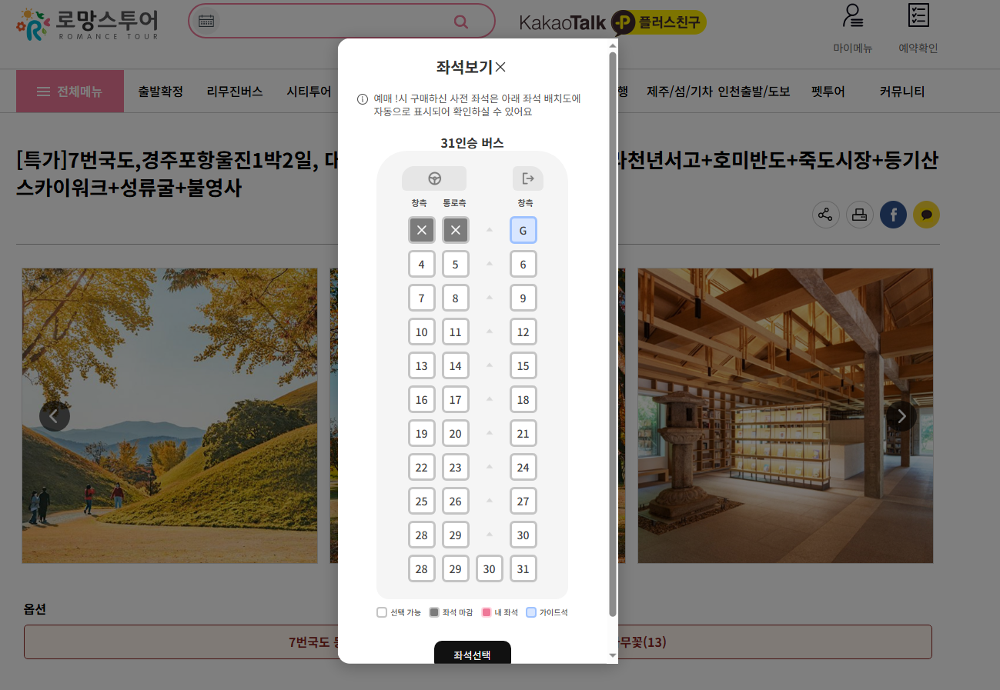 로망스투어
ROMANCE TOUR
KakaoTalk P 플러스친구
마이메뉴
예약확인
전체메뉴
출발확정
리무진버스
시티투어
행
제주/섬/기차
인천출발/도보
펫투어
커뮤니티
[특가]7번국도,경주포항울진1박2일, 대
천년서고+호미반도+죽도시장+등기산
스카이워크+성류굴+불영사
좌석보기
예매 !시 구매하신 사전 좌석은 아래 좌석 배치도에
자동으로 표시되어 확인하실 수 있어요
31인승 버스
창측 통로측 창측
G
4 5 6
7 8 9
10 11 12
13 14 15
16 17 18
19 20 21
22 23 24
25 26 27
28 29 30
28 29 30 31
선택 가능 좌석 마감 내 좌석 가이드석
좌석선택
옵션
7번국도
무꽃(13)